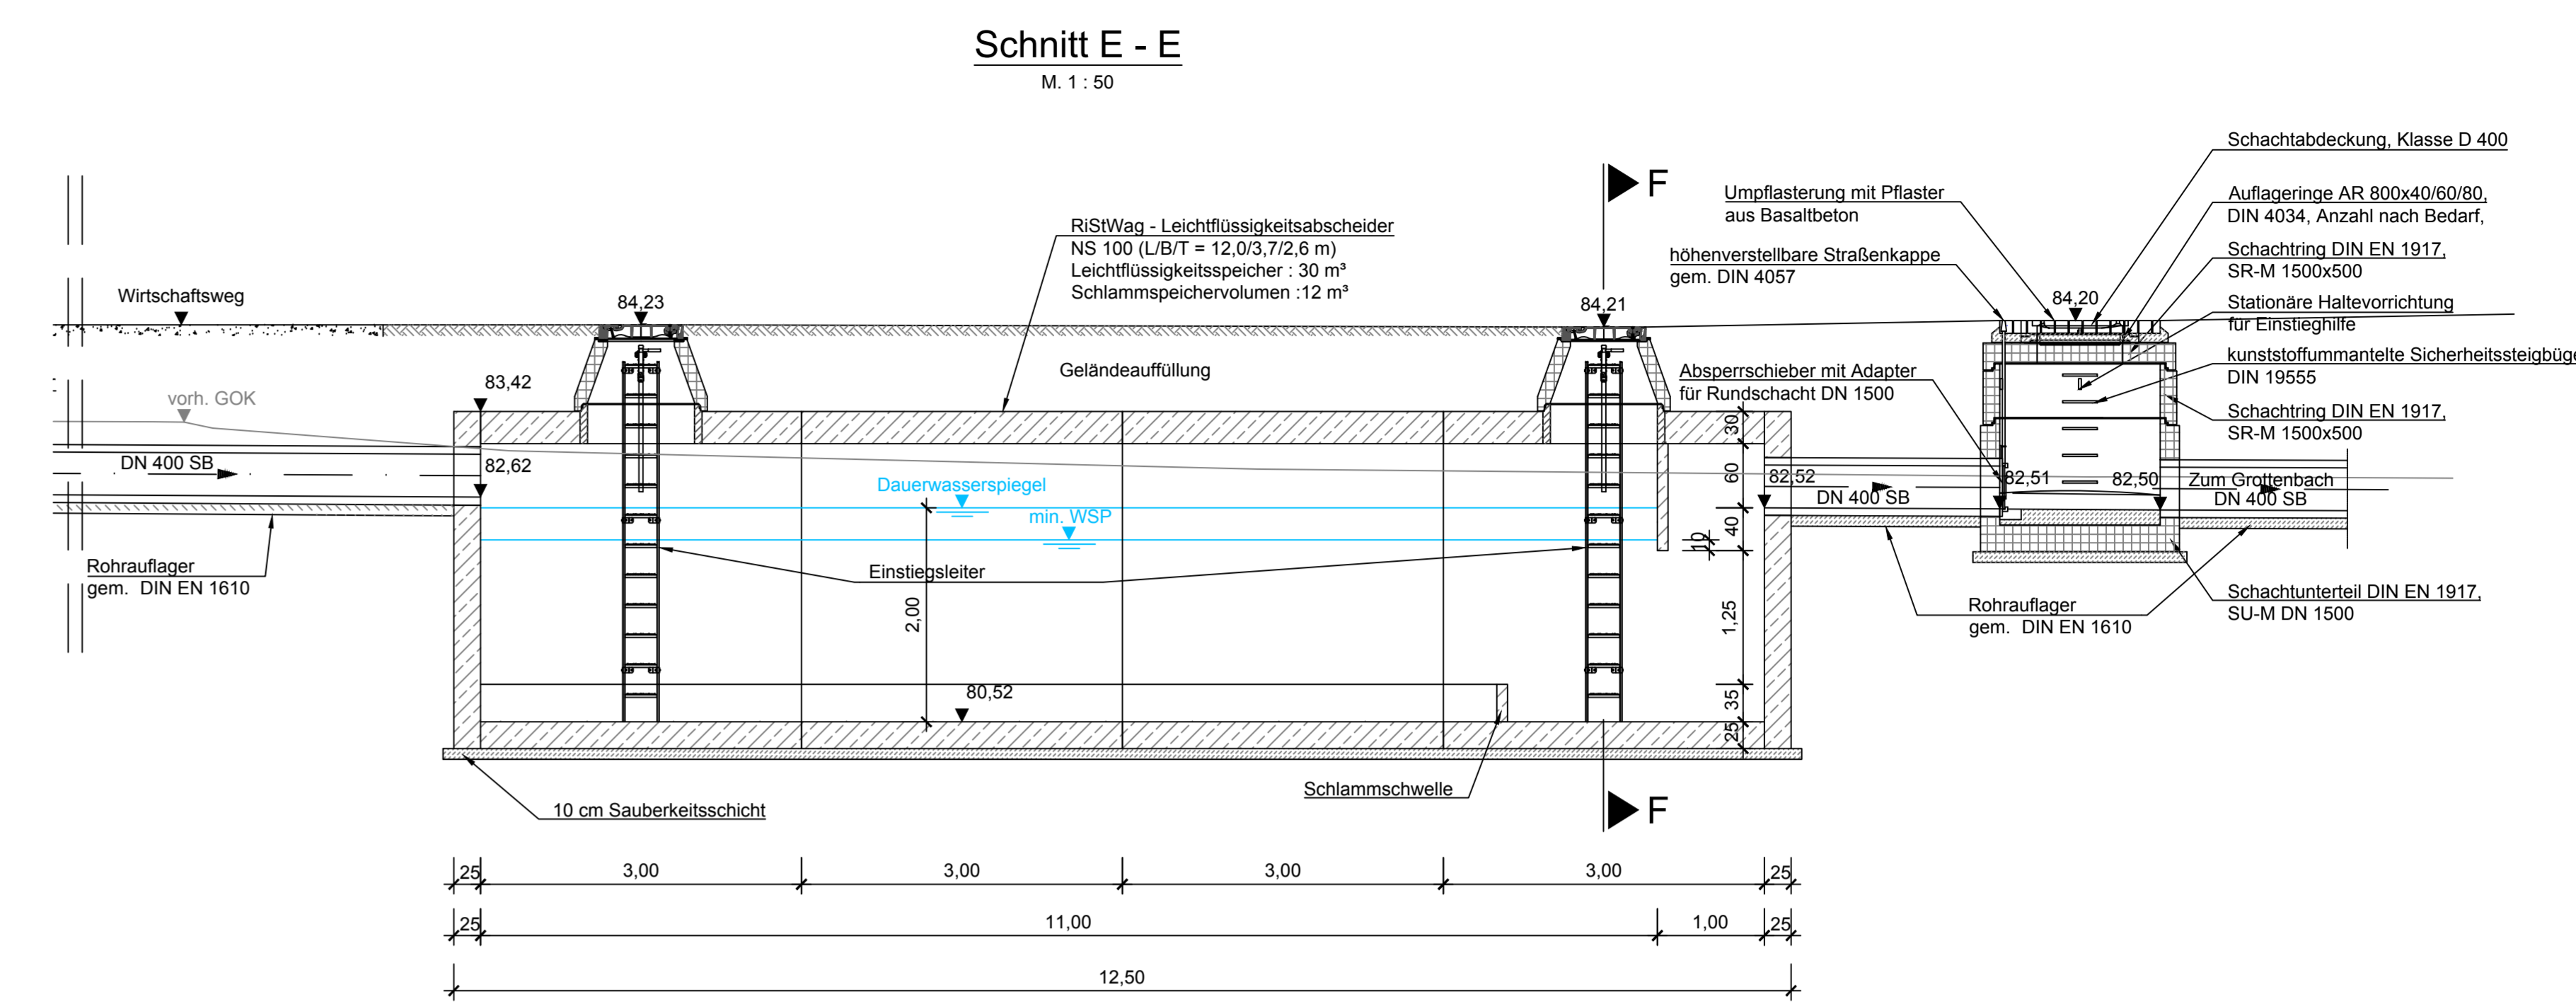 Schnitt E - E
M. 1 : 50
F
Schachtabdeckung, Klasse D 400
Umpflasterung mit Pflaster
aus Basaltbeton
Auflageringe AR 800x40/60/80,
DIN 4034, Anzahl nach Bedarf,
RiStWag - Leichtflüssigkeitsabscheider
NS 100 (L/B/T = 12,0/3,7/2,6 m)
Leichtflüssigkeitsspeicher : 30 m³
Schlammspeichervolumen :12 m³
höhenverstellbare Straßenkappe
gem. DIN 4057
Schachtring DIN EN 1917,
SR-M 1500x500
Wirtschaftsweg
84,23
84,21
84,20
Stationäre Haltevorrichtung
für Einstieghilfe
Geländeauffüllung
Absperrschieber mit Adapter
für Rundschacht DN 1500
kunststoffummantelte Sicherheitssteigbüge
DIN 19555
83,42
vorh. GOK
Schachtring DIN EN 1917,
SR-M 1500x500
30
DN 400 SB
82,62
60
82,52
DN 400 SB
82,51
82,50
Zum Grottenbach
DN 400 SB
Dauerwasserspiegel
min. WSP
40
10
Rohrauflager
gem. DIN EN 1610
Einstiegsleiter
2,00
1,25
Rohrauflager
gem. DIN EN 1610
Schachtunterteil DIN EN 1917,
SU-M DN 1500
80,52
35
25
Schlammschwelle
10 cm Sauberkeitsschicht
F
25
3,00
3,00
3,00
3,00
25
25
11,00
1,00
25
12,50